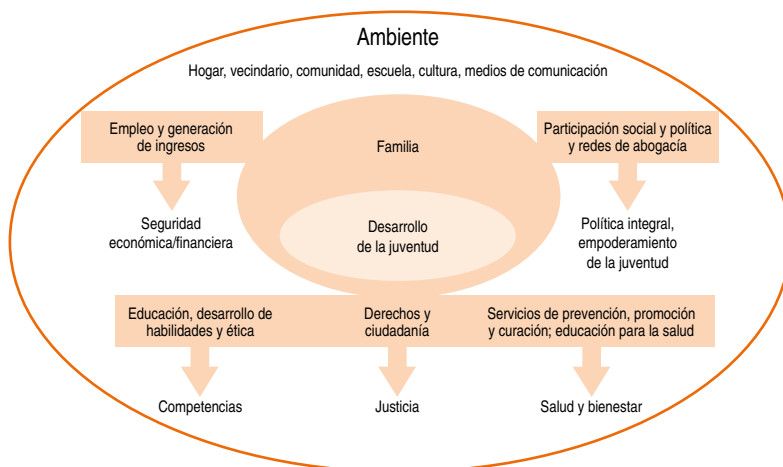 Ambiente
Hogar, vecindario, comunidad, escuela, cultura, medios de comunicación
Empleo y generación
de ingresos
Familia
Participación social y política
y redes de abogacía
Seguridad
económica/financiera
Desarrollo
de la juventud
Política integral,
empoderamiento
de la juventud
Educación, desarrollo de
habilidades y ética
Derechos y
ciudadanía
Servicios de prevención, promoción
y curación; educación para la salud
Competencias
Justicia
Salud y bienestar